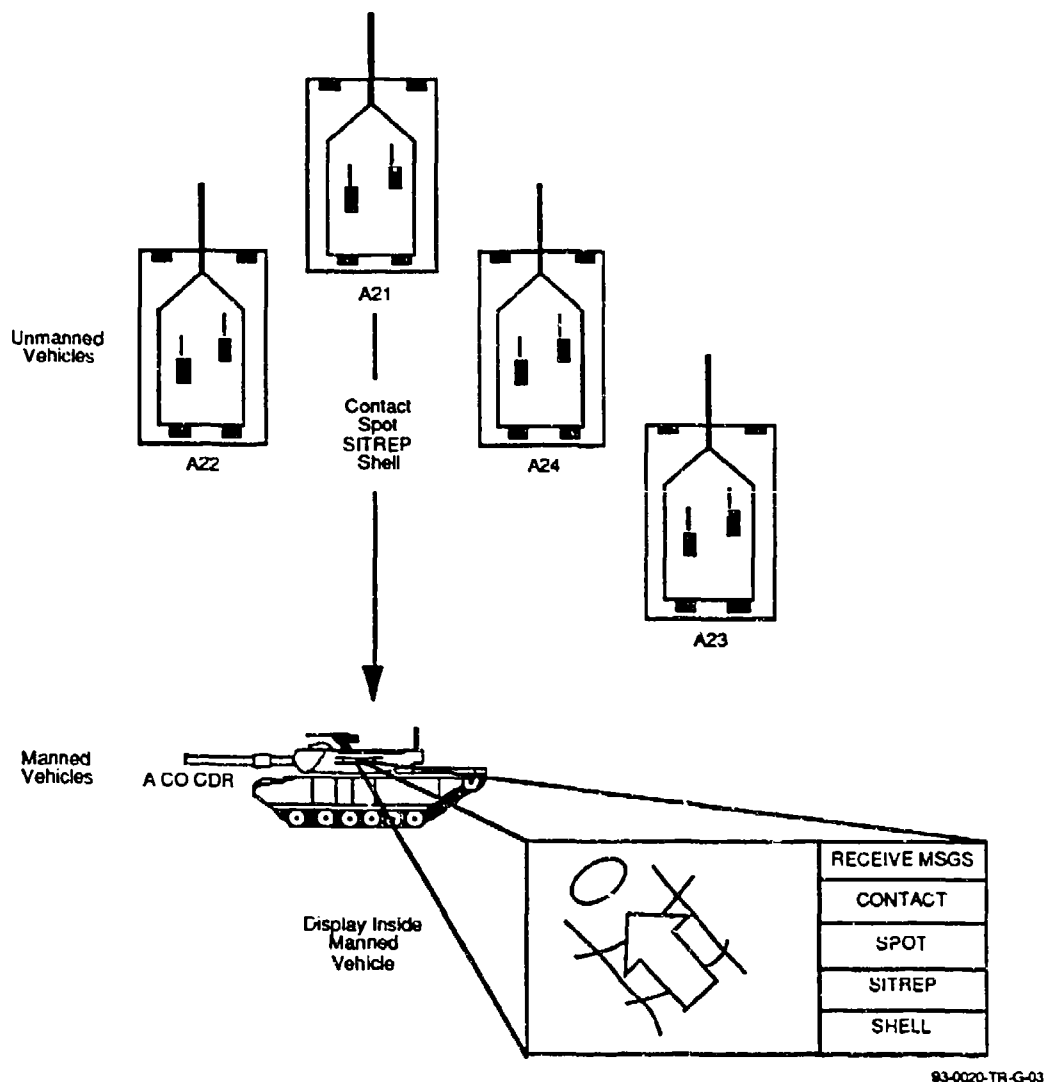 A21
A22
A24
Unmanned
Vehicles
Contact
Spot
SITREP
Shell
A23
Manned
Vehicles
A CO CDR
Display Inside
Manned
Vehicle
RECEIVE MSGS
CONTACT
SPOT
SITREP
SHELL
93-0020-TR-G-03